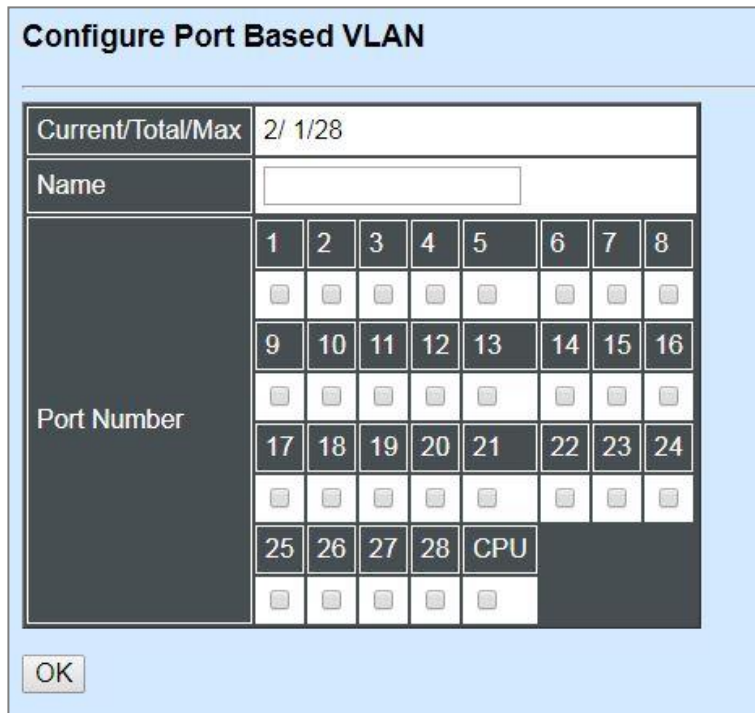 Configure Port Based VLAN
Current/Total/Max 2/ 1/28
Name
1 2 3 4 5 6 7 8
9 10 11 12 13 14 15 16
Port Number
17 18 19 20 21 22 23 24
25 26 27 28 CPU
OK